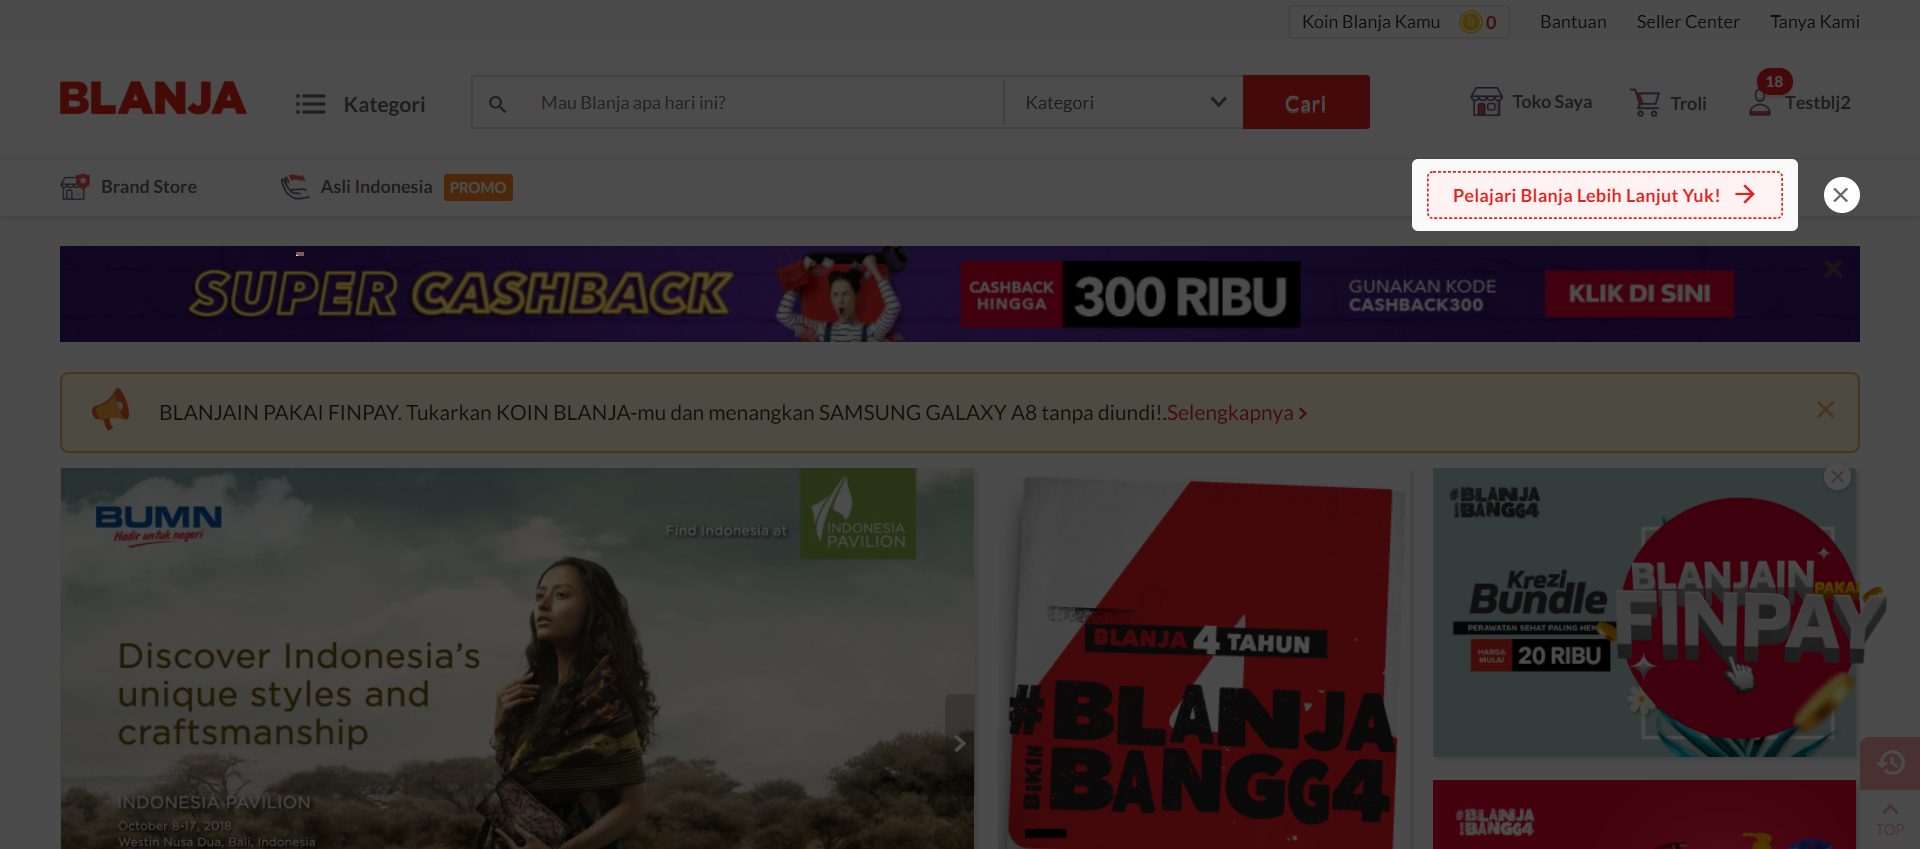 Koin Blanja Kamu 0 Bantuan Seller Center Tanya Kami
BLANJA Kategori Mau Blanja apa hari ini? Kategori Cari Toko Saya Troli 18 Testblj2
Brand Store Asli Indonesia PROMO
Pelajari Blanja Lebih Lanjut Yuk!
SUPER CASHBACK
CASHBACK
HINGGA
300 RIBU
GUNAKAN KODE
CASHBACK300
KLIK DI SINI
BLANJAIN PAKAI FINPAY. Tukarkan KOIN BLANJA-mu dan menangkan SAMSUNG GALAXY A8 tanpa diundi!.Selengkapnya
BUMN
Hadir untuk negeri
Find Indonesia at
INDONESIA
PAVILION
Discover Indonesia's
unique styles and
craftsmanship
INDONESIA PAVILION
October 8-17, 2018
Westin Nusa Dua, Bali, Indonesia
BLANJA 4 TAHUN
#BLANJA
BIKIN
BANGG4
#BLANJA
BANGG4
Krezi
Bundle
PERAWATAN SEHAT PALING
HARGA
MULAI
20 RIBU
BLANJAIN
PAKAI
FINPAY
#BLANJA
BANGG4
TOP